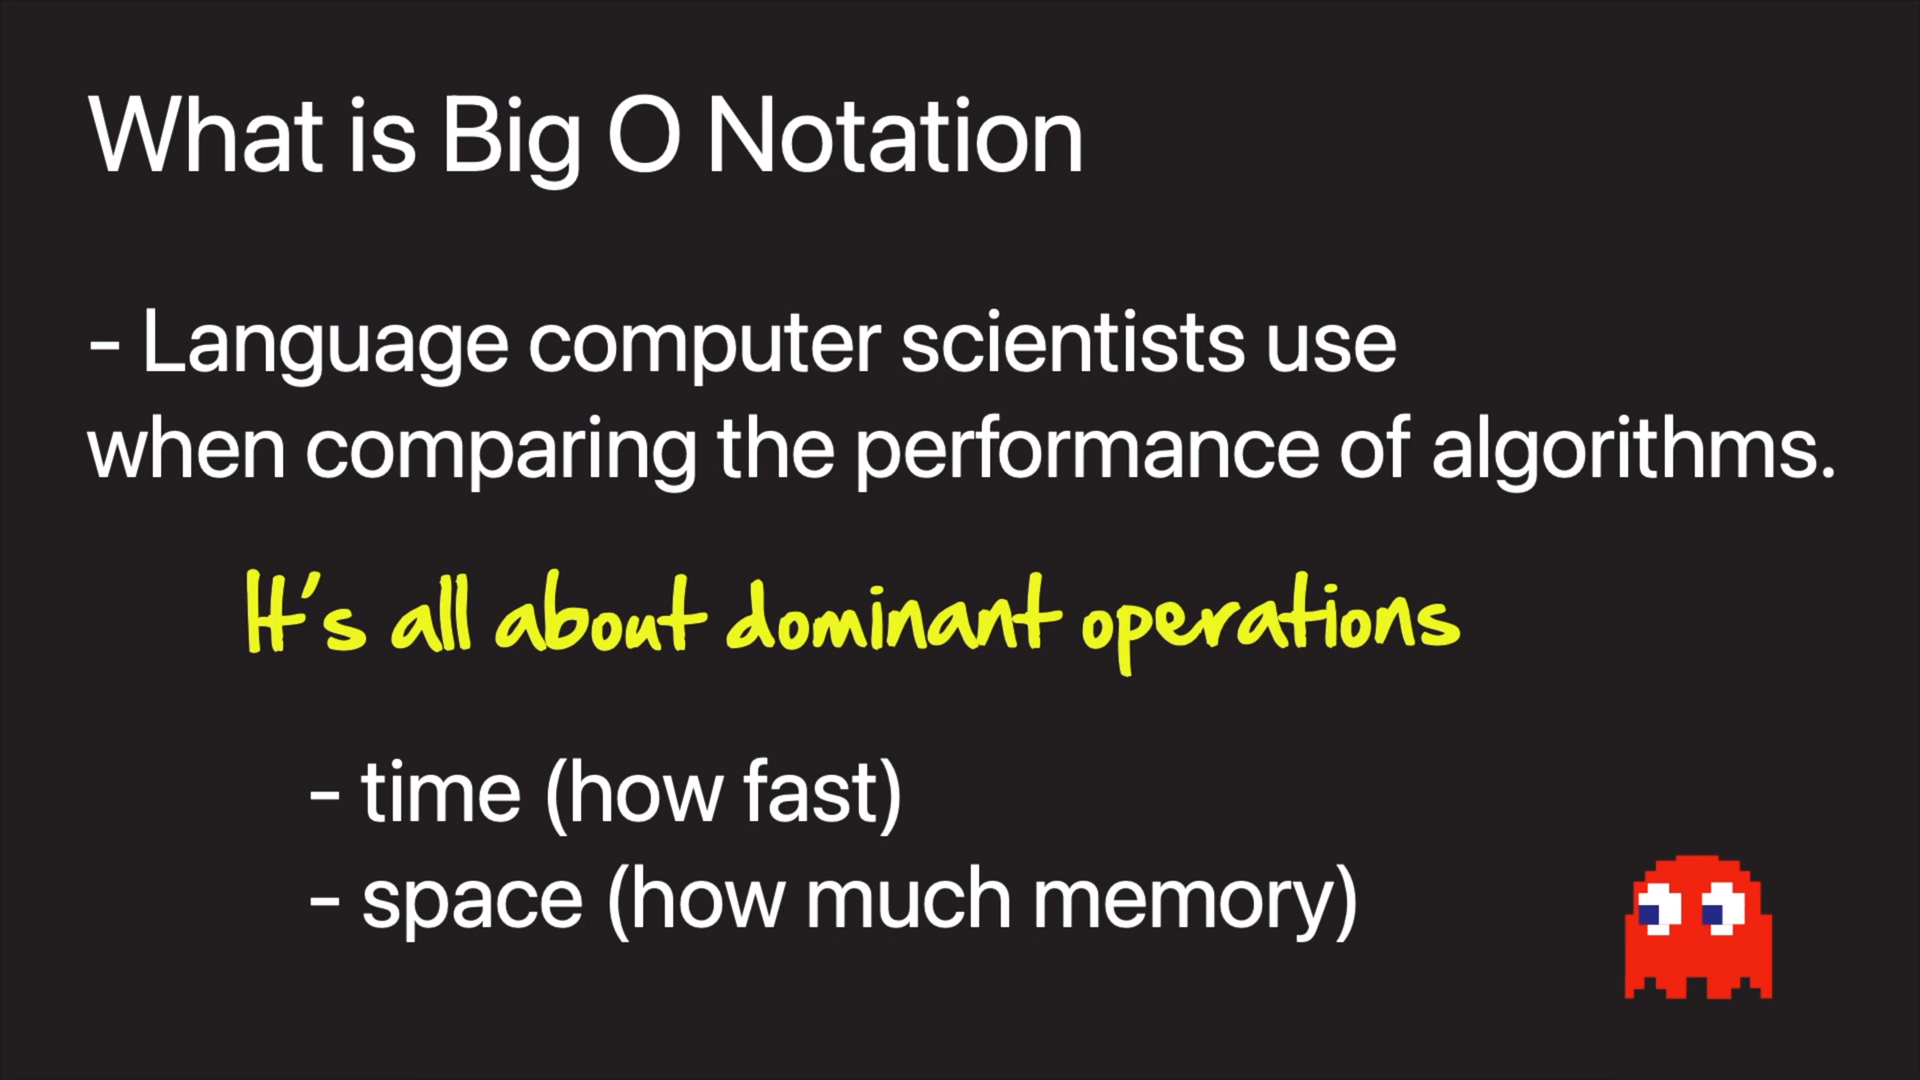 What is Big O Notation
- Language computer scientists use
when comparing the performance of algorithms.
It's all about dominant operations
- time (how fast)
- space (how much memory)